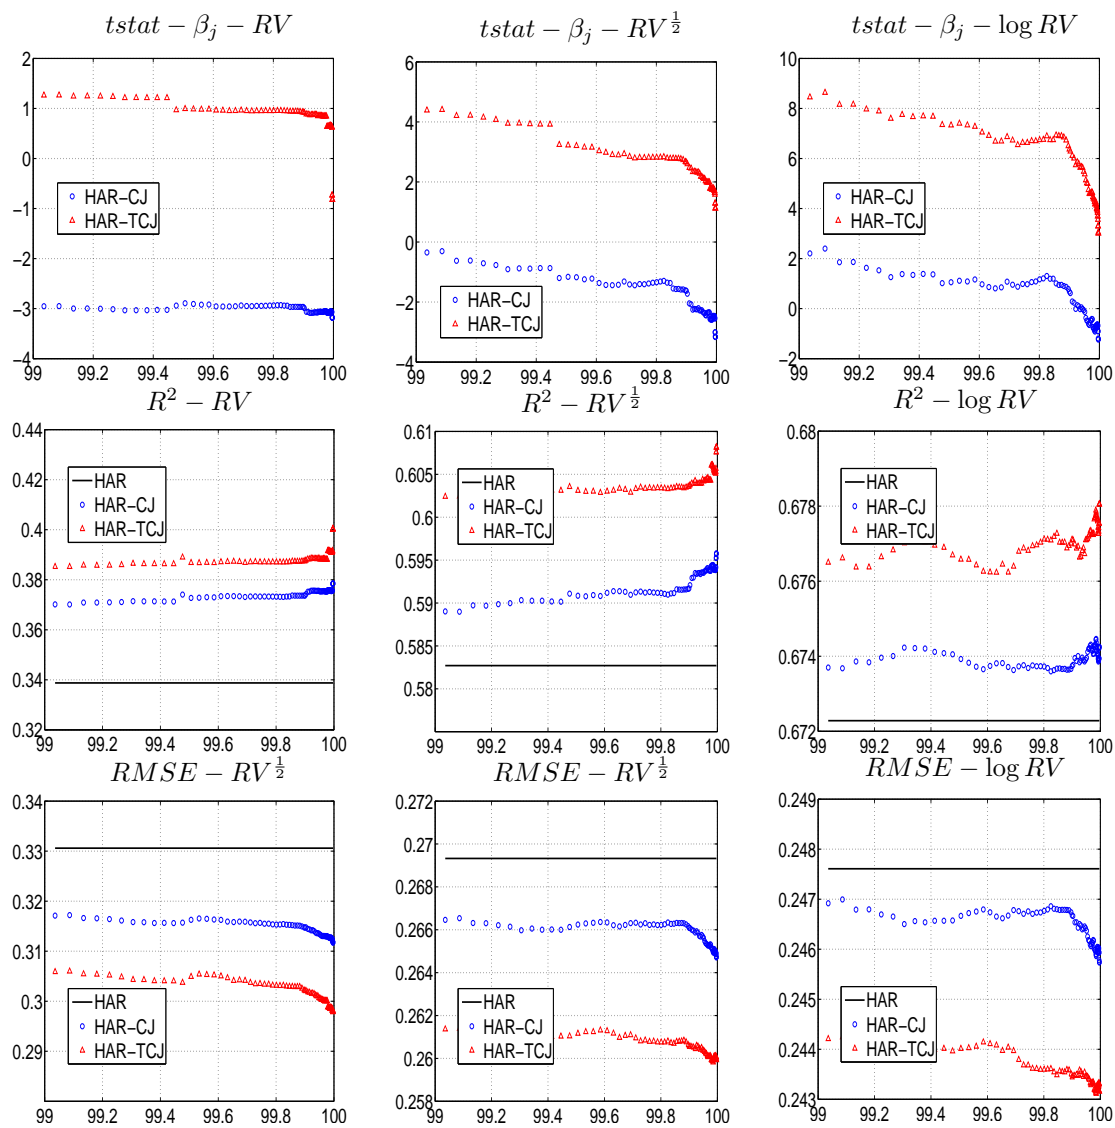 tstat − β_j − RV
2
1
0
−1
−2
−3
−4
99 99.2 99.4 99.6 99.8 100
HAR−CJ
HAR−TCJ
tstat − β_j − RV^{1/2}
6
4
2
0
−2
−4
99 99.2 99.4 99.6 99.8 100
HAR−CJ
HAR−TCJ
tstat − β_j − log RV
10
8
6
4
2
0
−2
99 99.2 99.4 99.6 99.8 100
HAR−CJ
HAR−TCJ
R² − RV
0.44
0.42
0.4
0.38
0.36
0.34
0.32
99 99.2 99.4 99.6 99.8 100
HAR
HAR−CJ
HAR−TCJ
R² − RV^{1/2}
0.61
0.605
0.6
0.595
0.59
0.585
0.58
99 99.2 99.4 99.6 99.8 100
HAR
HAR−CJ
HAR−TCJ
R² − log RV
0.68
0.678
0.676
0.674
0.672
99 99.2 99.4 99.6 99.8 100
HAR
HAR−CJ
HAR−TCJ
RMSE − RV^{1/2}
0.34
0.33
0.32
0.31
0.3
0.29
99 99.2 99.4 99.6 99.8 100
HAR
HAR−CJ
HAR−TCJ
RMSE − RV^{1/2}
0.272
0.27
0.268
0.266
0.264
0.262
0.26
0.258
99 99.2 99.4 99.6 99.8 100
HAR
HAR−CJ
HAR−TCJ
RMSE − log RV
0.249
0.248
0.247
0.246
0.245
0.244
0.243
99 99.2 99.4 99.6 99.8 100
HAR
HAR−CJ
HAR−TCJ